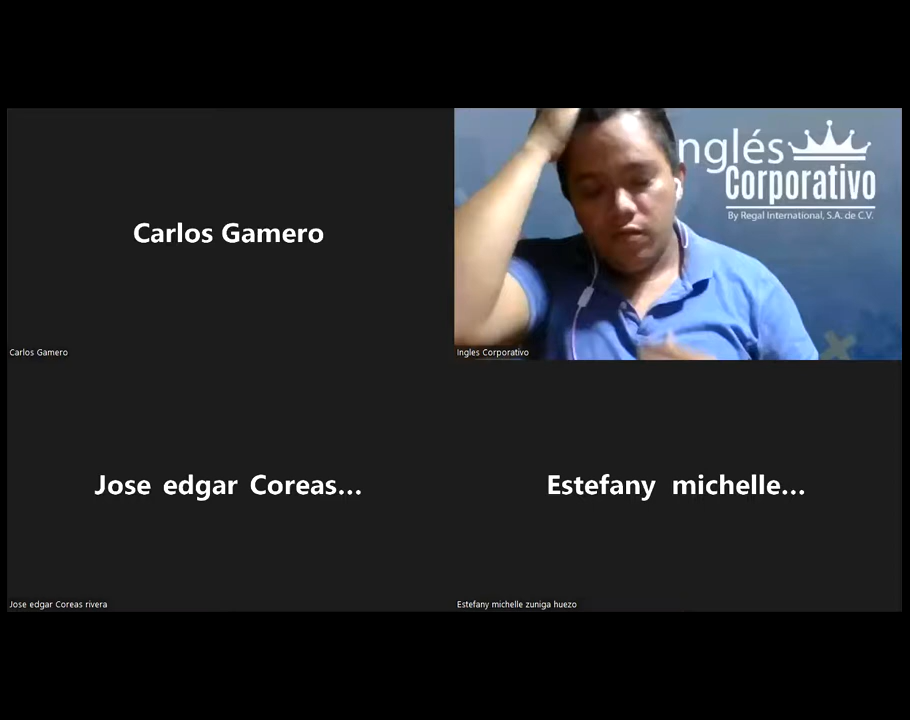 Carlos Gamero
Carlos Gamero
nglés
Corporativo
By Regal International, S.A. de C.V.
Ingles Corporativo
Jose edgar Coreas...
Jose edgar Coreas rivera
Estefany michelle...
Estefany michelle zuniga huezo